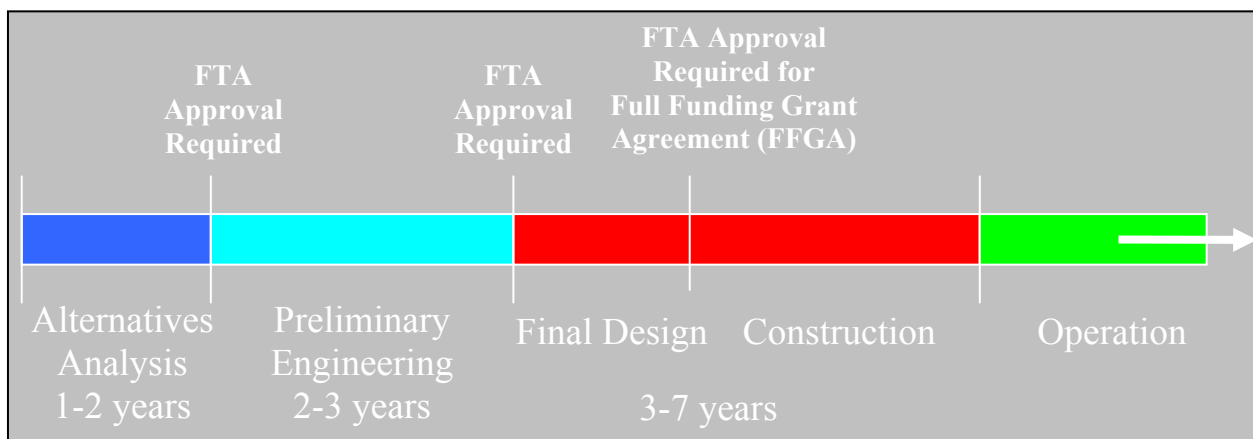 FTA
Approval
Required
FTA
Approval
Required
FTA Approval
Required for
Full Funding Grant
Agreement (FFGA)
Alternatives
Analysis
1-2 years
Preliminary
Engineering
2-3 years
Final Design
Construction
3-7 years
Operation